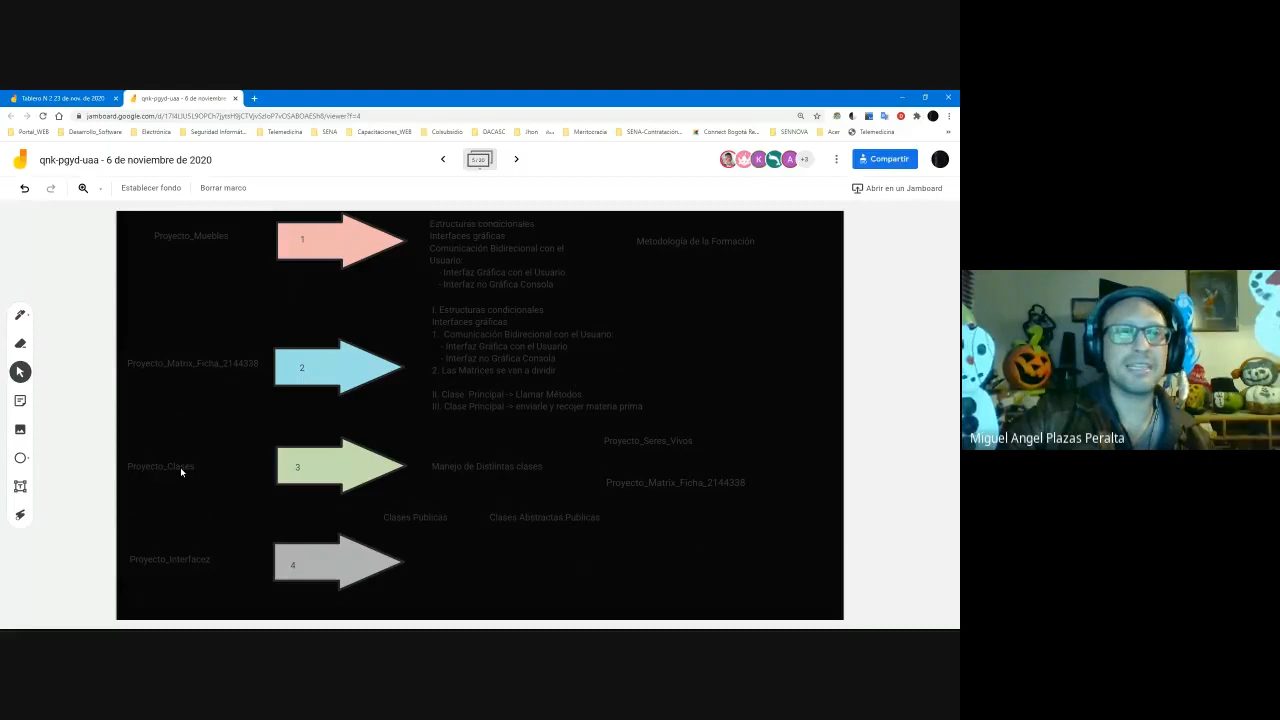 Tablero N 2 23 de nov. de 2020
qnk-pgyd-uaa - 6 de noviembre
Portal_WEB
Desarrollo_Software
Electrónica
Seguridad Informát...
Telemedicina
SENA
Capacitaciones_WEB
Colsubsidio
OACASC
Jhon
Meritocracia
SENA-Contratación...
Connect Bogotá Re...
SENNOVA
Acer
Telemedicina
qnk-pgyd-uaa - 6 de noviembre de 2020
5 / 20
K
A
+3
Compartir
Establecer fondo
Borrar marco
Abrir en un Jamboard
Proyecto_Muebles
1
Estructuras condicionales
Interfaces gráficas
Comunicación Bidirecional con el
Usuario:
- Interfaz Gráfica con el Usuario
- Interfaz no Gráfica Consola
Metodología de la Formación
Proyecto_Matrix_Ficha_2144338
2
I. Estructuras condicionales
Interfaces gráficas
1. Comunicación Bidirecional con el Usuario:
- Interfaz Gráfica con el Usuario
- Interfaz no Gráfica Consola
2. Las Matrices se van a dividir
II. Clase Principal -> Llamar Métodos
III. Clase Principal -> enviarle y recojer materia prima
Proyecto_Clases
3
Manejo de Distiintas clases
Proyecto_Seres_Vivos
Proyecto_Matrix_Ficha_2144338
Clases Publicas
Clases Abstractas Publicas
Proyecto_Interfacez
4
Miguel Angel Plazas Peralta